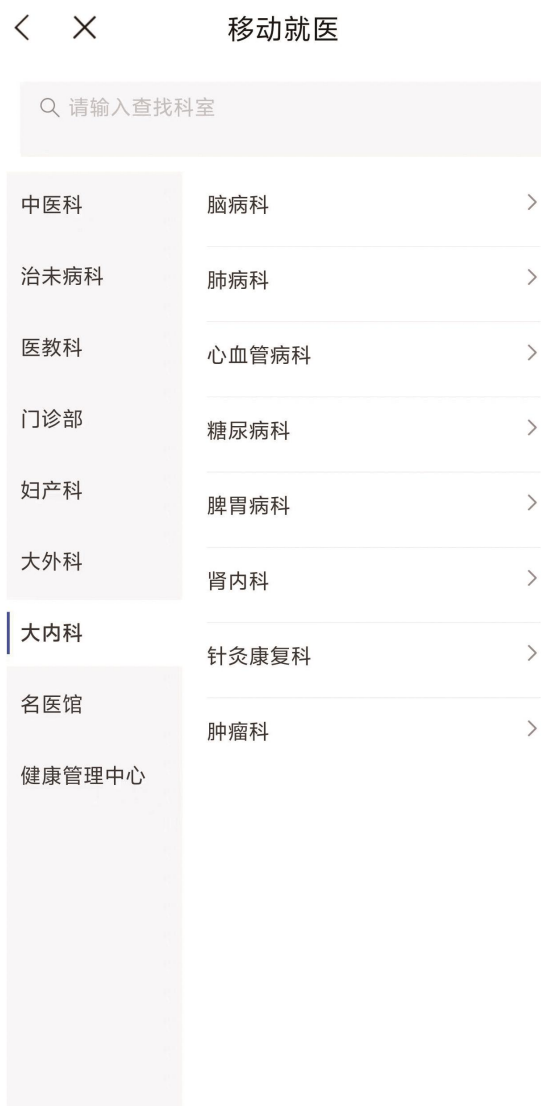 移动就医
请输入查找科室
中医科
治未病科
医教科
门诊部
妇产科
大外科
大内科
名医馆
健康管理中心
脑病科
肺病科
心血管病科
糖尿病科
脾胃病科
肾内科
针灸康复科
肿瘤科